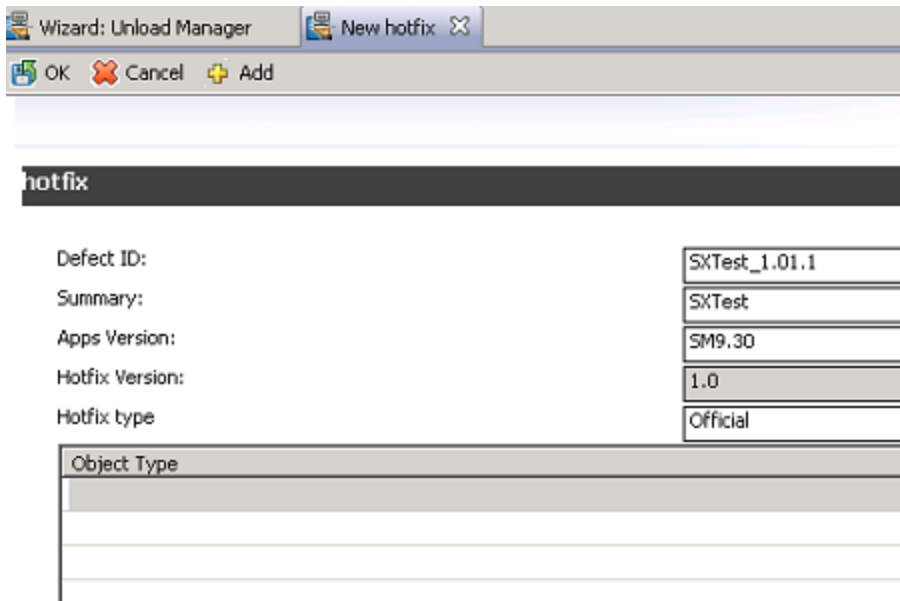 Wizard: Unload Manager New hotfix
OK Cancel Add
hotfix
Defect ID: SXTest_1.01.1
Summary: SXTest
Apps Version: SM9.30
Hotfix Version: 1.0
Hotfix type Official
Object Type